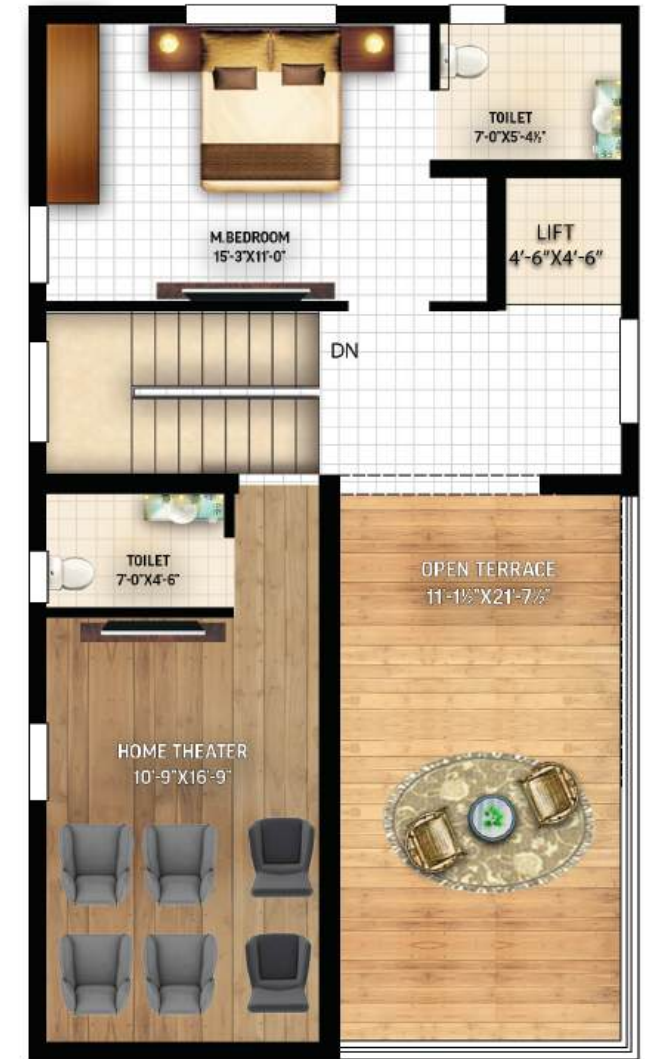 TOILET
7'-0"X5'-4½"
M.BEDROOM
15'-3"X11'-0"
LIFT
4'-6"X4'-6"
DN
TOILET
7'-0"X4'-6"
OPEN TERRACE
11'-1½"X21'-7½"
HOME THEATER
10'-9"X16'-9"